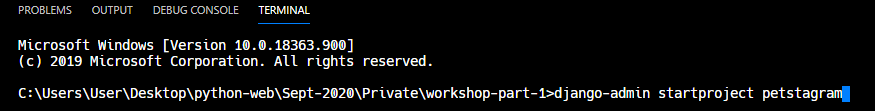 PROBLEMS OUTPUT DEBUG CONSOLE TERMINAL
Microsoft Windows [Version 10.0.18363.900]
(c) 2019 Microsoft Corporation. All rights reserved.
C:\Users\User\Desktop\python-web\Sept-2020\Private\workshop-part-1>django-admin startproject petstagram